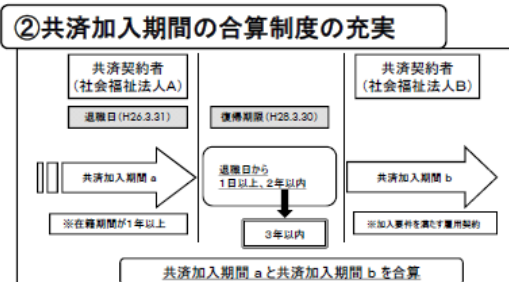 ②共済加入期間の合算制度の充実
共済契約者
(社会福祉法人A)
共済契約者
(社会福祉法人B)
退職日(H26.3.31)
復帰期限(H28.3.30)
共済加入期間 a
退職日から
1日以上、2年以内
共済加入期間 b
※在籍期間が1年以上
3年以内
※加入要件を満たす雇用契約
共済加入期間 a と共済加入期間 b を合算